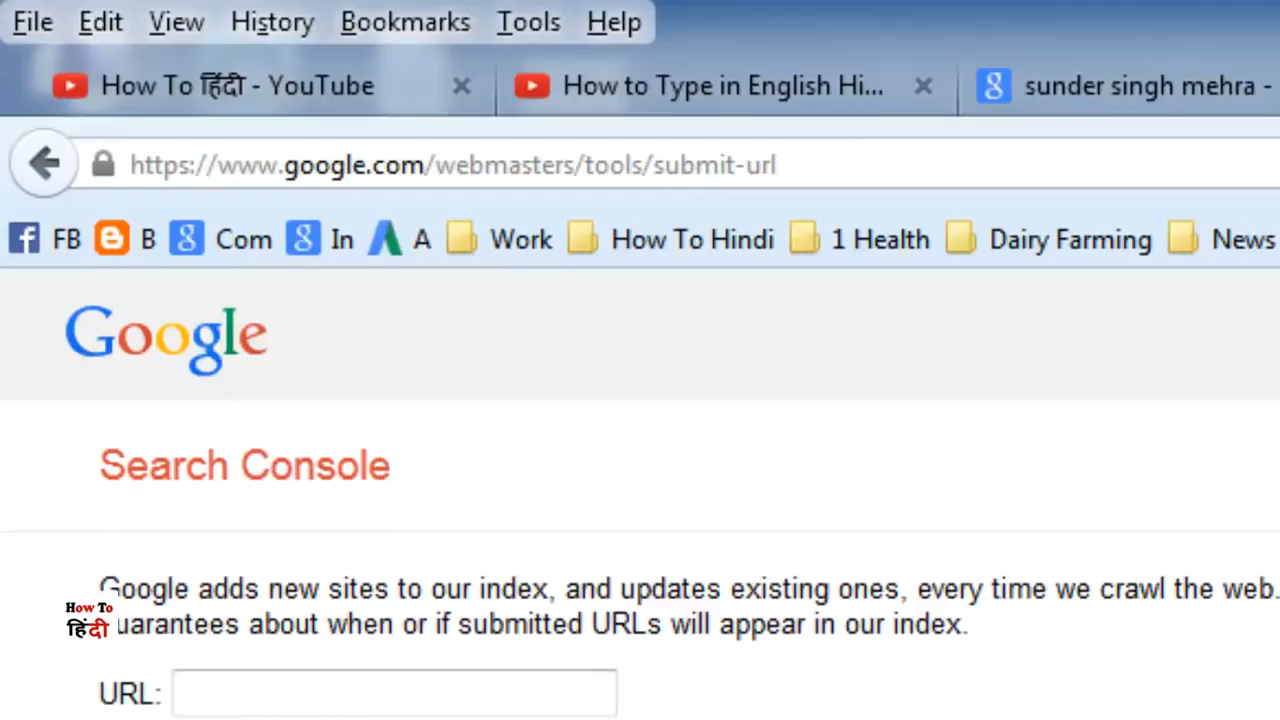 File Edit View History Bookmarks Tools Help
How To हिंदी - YouTube How to Type in English Hi... sunder singh mehra -
https://www.google.com/webmasters/tools/submit-url
FB B Com In A Work How To Hindi 1 Health Dairy Farming News
Google
Search Console
Google adds new sites to our index, and updates existing ones, every time we crawl the web.
uarantees about when or if submitted URLs will appear in our index.
How To
हिंदी
URL: